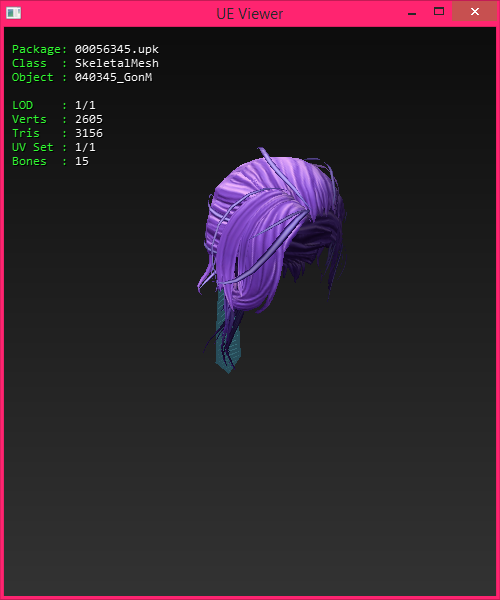 UE Viewer
Package: 00056345.upk
Class  : SkeletalMesh
Object : 040345_GonM
LOD    : 1/1
Verts  : 2605
Tris   : 3156
UV Set : 1/1
Bones  : 15